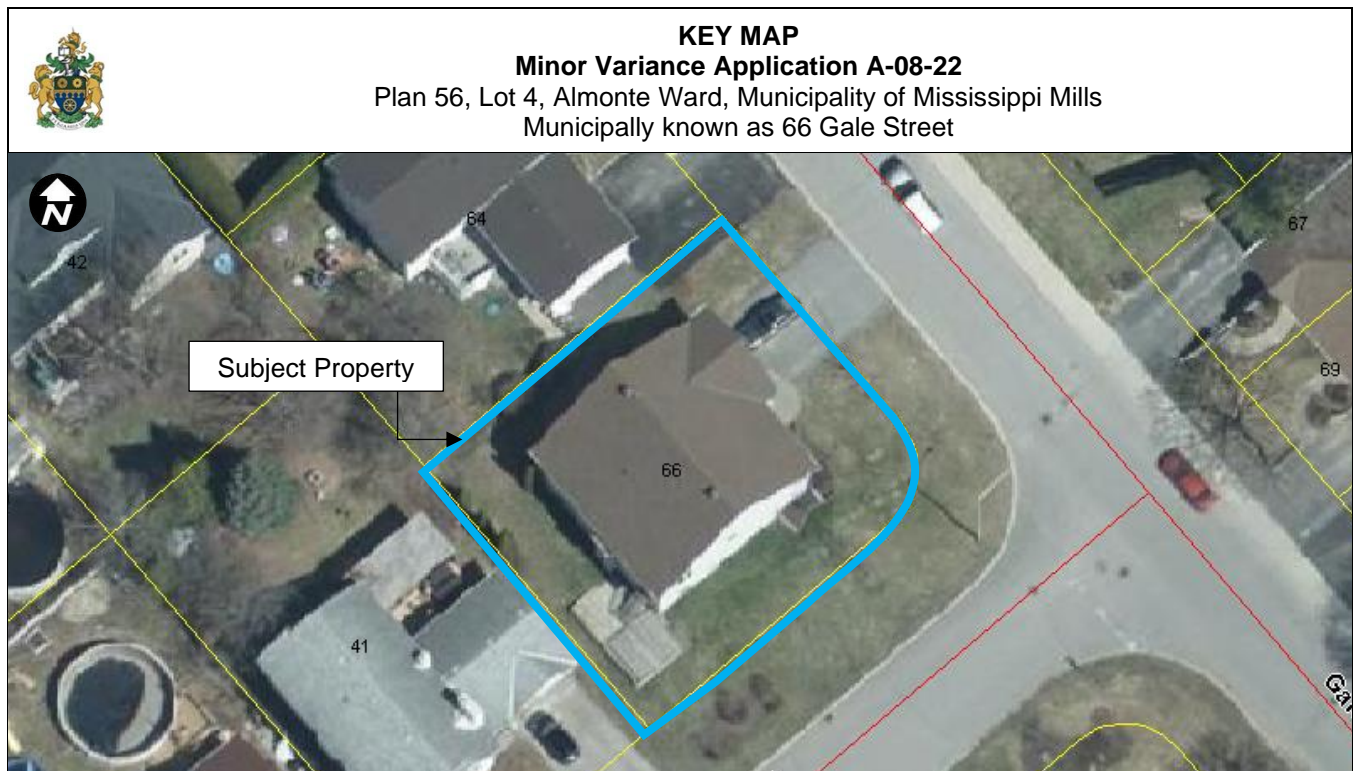 KEY MAP
Minor Variance Application A-08-22
Plan 56, Lot 4, Almonte Ward, Municipality of Mississippi Mills
Municipally known as 66 Gale Street
N
42
64
67
Subject Property
69
66
41
Gal